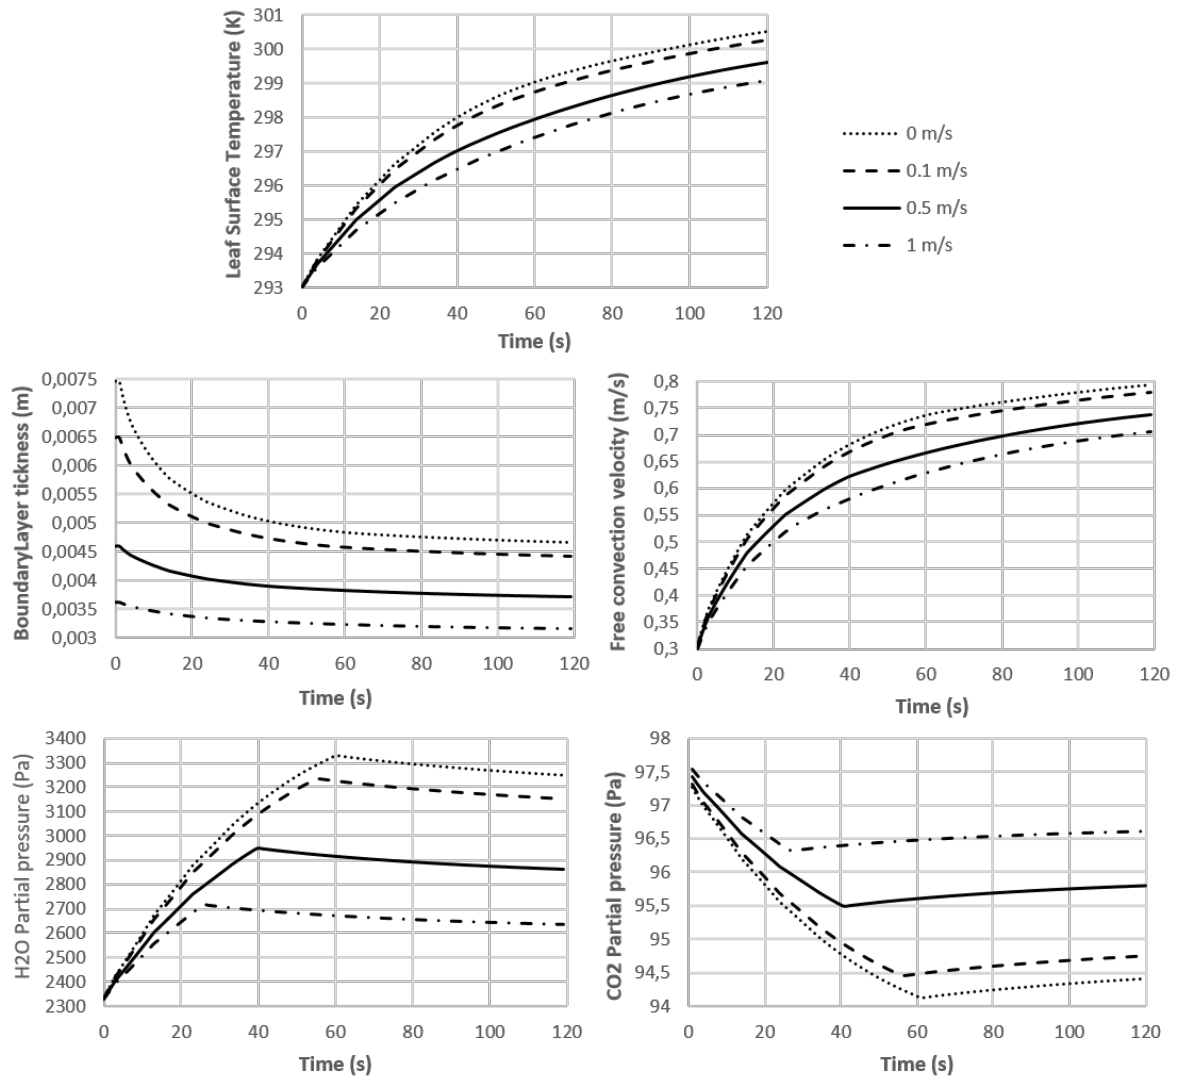 Leaf Surface Temperature (K)
301
300
299
298
297
296
295
294
293
0 20 40 60 80 100 120
Time (s)
0 m/s
0.1 m/s
0.5 m/s
1 m/s
BoundaryLayer tickness (m)
0,0075
0,007
0,0065
0,006
0,0055
0,005
0,0045
0,004
0,0035
0,003
0 20 40 60 80 100 120
Time (s)
Free convection velocity (m/s)
0,8
0,75
0,7
0,65
0,6
0,55
0,5
0,45
0,4
0,35
0,3
0 20 40 60 80 100 120
Time (s)
H2O Partial pressure (Pa)
3400
3300
3200
3100
3000
2900
2800
2700
2600
2500
2400
2300
0 20 40 60 80 100 120
Time (s)
CO2 Partial pressure (Pa)
98
97,5
97
96,5
96
95,5
95
94,5
94
0 20 40 60 80 100 120
Time (s)